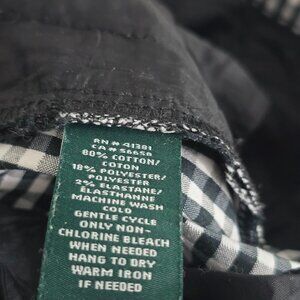 RN # 41381
CA # 56658
80% COTTON/
COTON
18% POLYESTER/
POLYESTER
2% ELASTANE/
ELASTHANNE
MACHINE WASH
COLD
GENTLE CYCLE
ONLY NON-
CHLORINE BLEACH
WHEN NEEDED
HANG TO DRY
WARM IRON
IF NEEDED